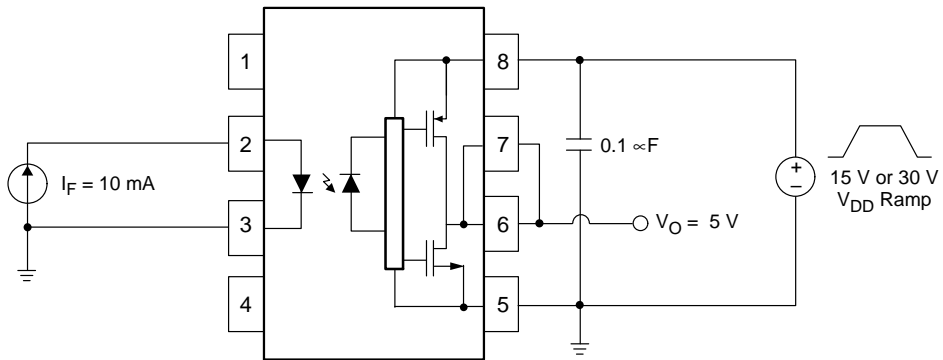 1
8
2
7
I_F = 10 mA
0.1 ∝F
+
−
15 V or 30 V
V_DD Ramp
3
6
V_O = 5 V
4
5